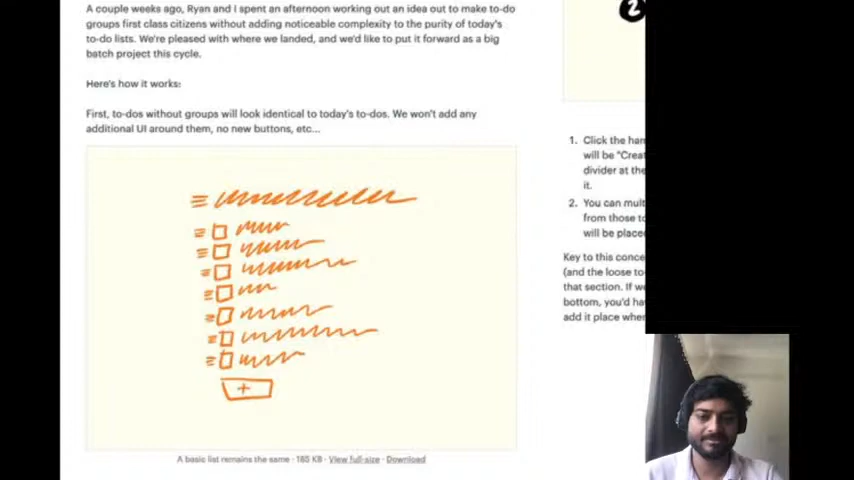 A couple weeks ago, Ryan and I spent an afternoon working out an idea out to make to-do
groups first class citizens without adding noticeable complexity to the purity of today's
to-do lists. We're pleased with where we landed, and we'd like to put it forward as a big
batch project this cycle.
Here's how it works:
First, to-dos without groups will look identical to today's to-dos. We won't add any
additional UI around them, no new buttons, etc...
+
A basic list remains the same · 185 KB · View full-size · Download
2
1. Click the han
will be "Creat
divider at the
it.
2. You can mult
from those to
will be place
Key to this conce
(and the loose to
that section. If we
bottom, you'd ha
add it place wher